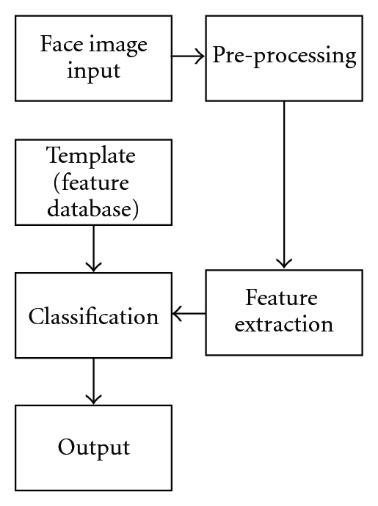 Face image
input
Pre-processing
Template
(feature
database)
Classification
Feature
extraction
Output